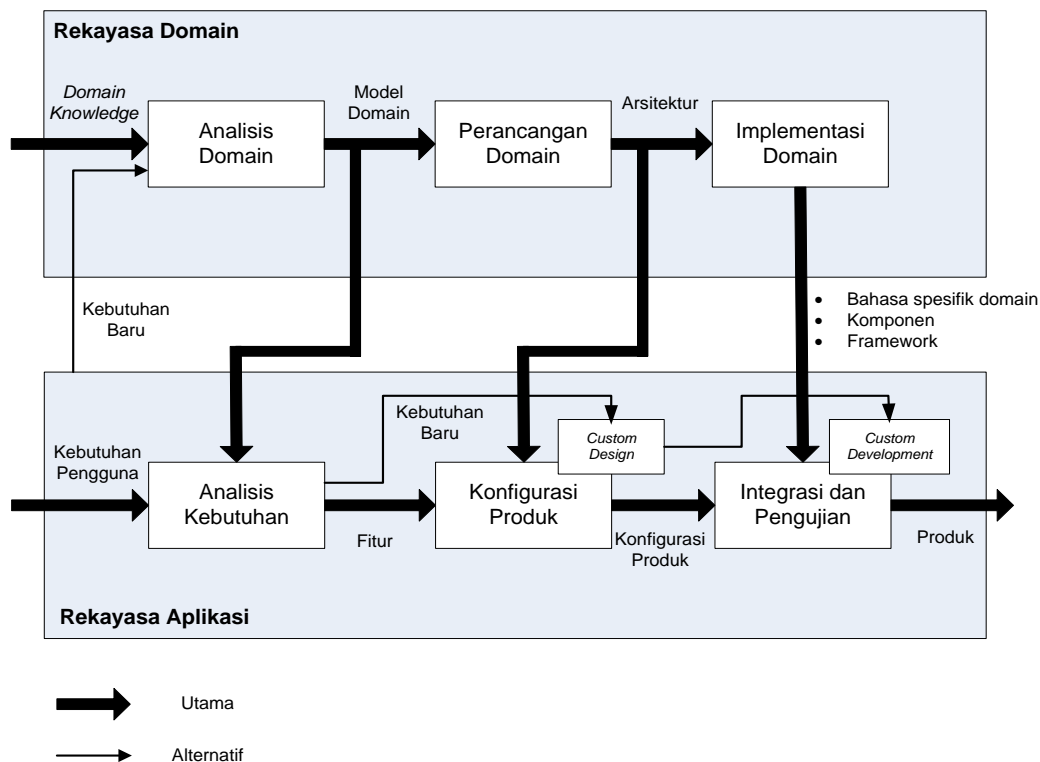 Rekayasa Domain
Domain
Knowledge
Analisis
Domain
Model
Domain
Perancangan
Domain
Arsitektur
Implementasi
Domain
Kebutuhan
Baru
• Bahasa spesifik domain
• Komponen
• Framework
Kebutuhan
Pengguna
Analisis
Kebutuhan
Kebutuhan
Baru
Fitur
Custom
Design
Konfigurasi
Produk
Konfigurasi
Produk
Custom
Development
Integrasi dan
Pengujian
Produk
Rekayasa Aplikasi
Utama
Alternatif